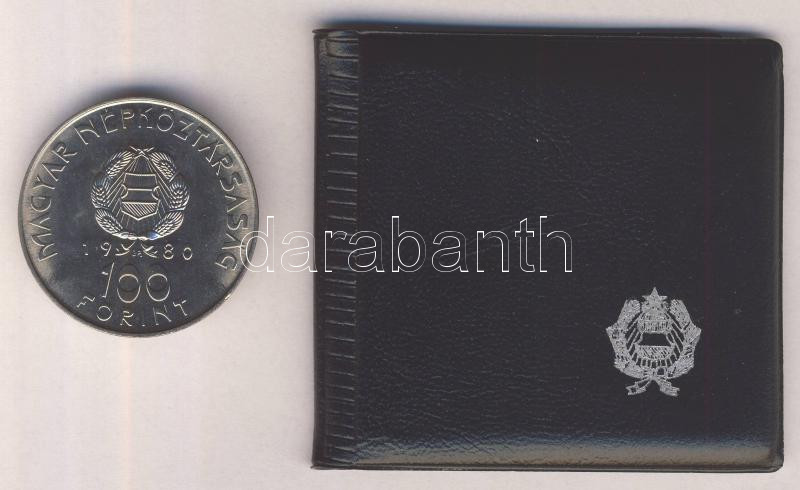 MAGYAR NÉPKÖZTÁRSASÁG
1980
100
FORINT
darabanth